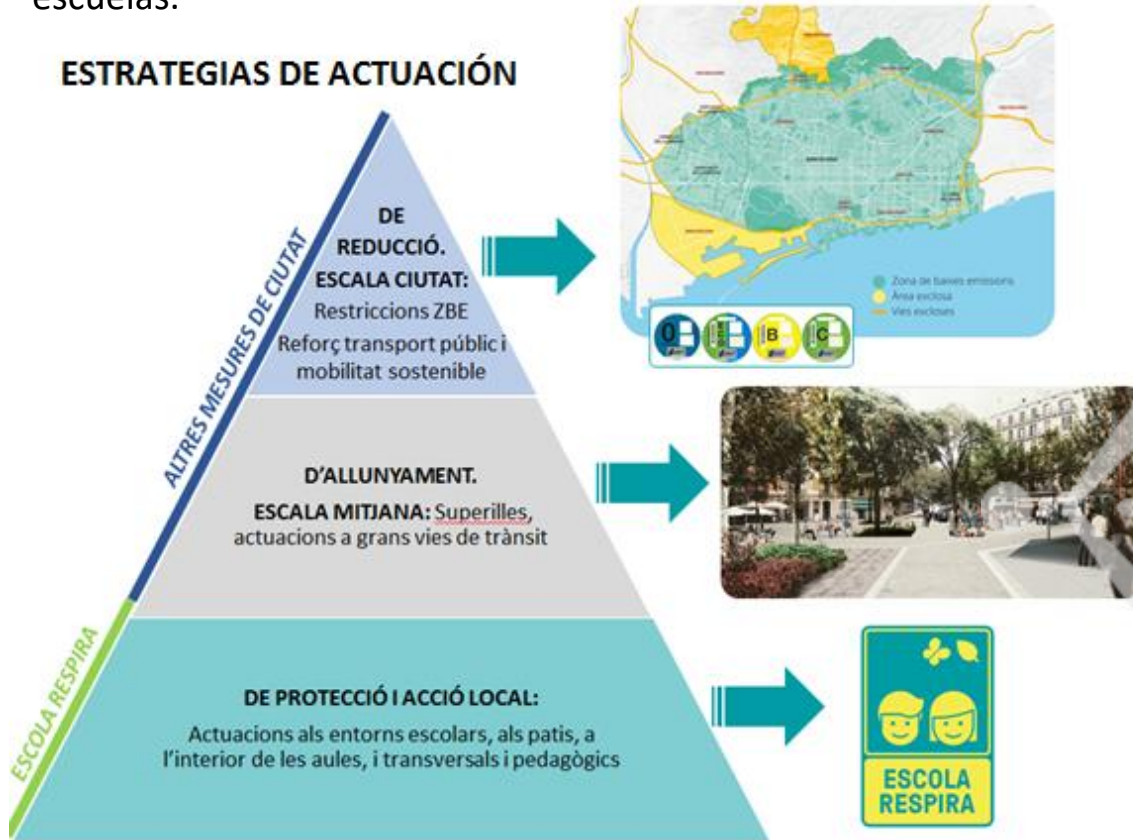 escuelas.
ESTRATEGIAS DE ACTUACIÓN
DE
REDUCCIÓ.
ESCALA CIUTAT:
Restriccions ZBE
Reforç transport públic i
mobilitat sostenible
ALTRES MESURES DE CIUTAT
Zona de baixes emissions
Àrea exclosa
Vies excloses
0
B
C
D'ALLUNYAMENT.
ESCALA MITJANA: Superilles,
actuacions a grans vies de trànsit
ESCOLA RESPIRA
DE PROTECCIÓ I ACCIÓ LOCAL:
Actuacions als entorns escolars, als patis, a
l'interior de les aules, i transversals i pedagògics
ESCOLA
RESPIRA